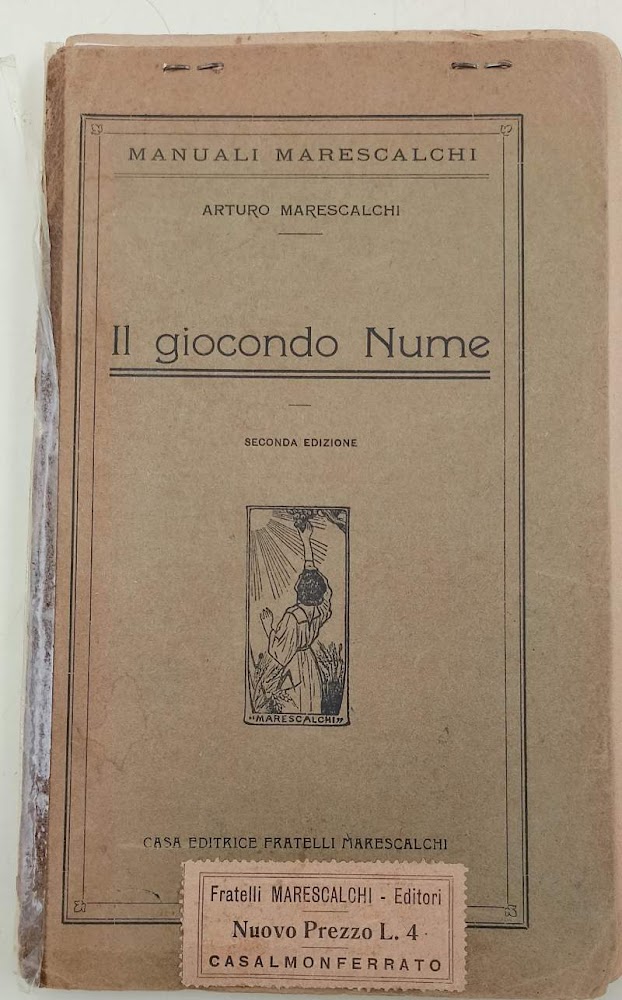 MANUALI MARESCALCHI
ARTURO MARESCALCHI
Il giocondo Nume
SECONDA EDIZIONE
"MARESCALCHI"
CASA EDITRICE FRATELLI MARESCALCHI
Fratelli MARESCALCHI - Editori
Nuovo Prezzo L. 4
CASALMONFERRATO